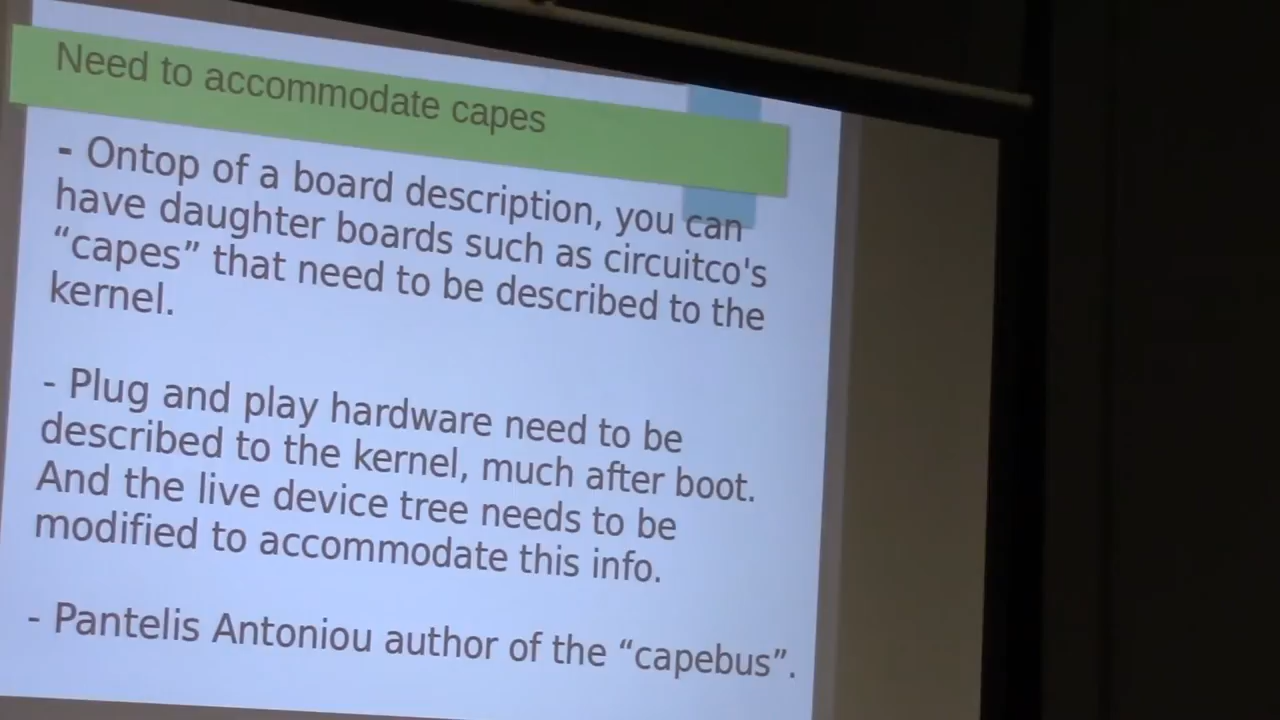 Need to accommodate capes
- Ontop of a board description, you can
have daughter boards such as circuitco's
“capes” that need to be described to the
kernel.
- Plug and play hardware need to be
described to the kernel, much after boot.
And the live device tree needs to be
modified to accommodate this info.
- Pantelis Antoniou author of the “capebus”.